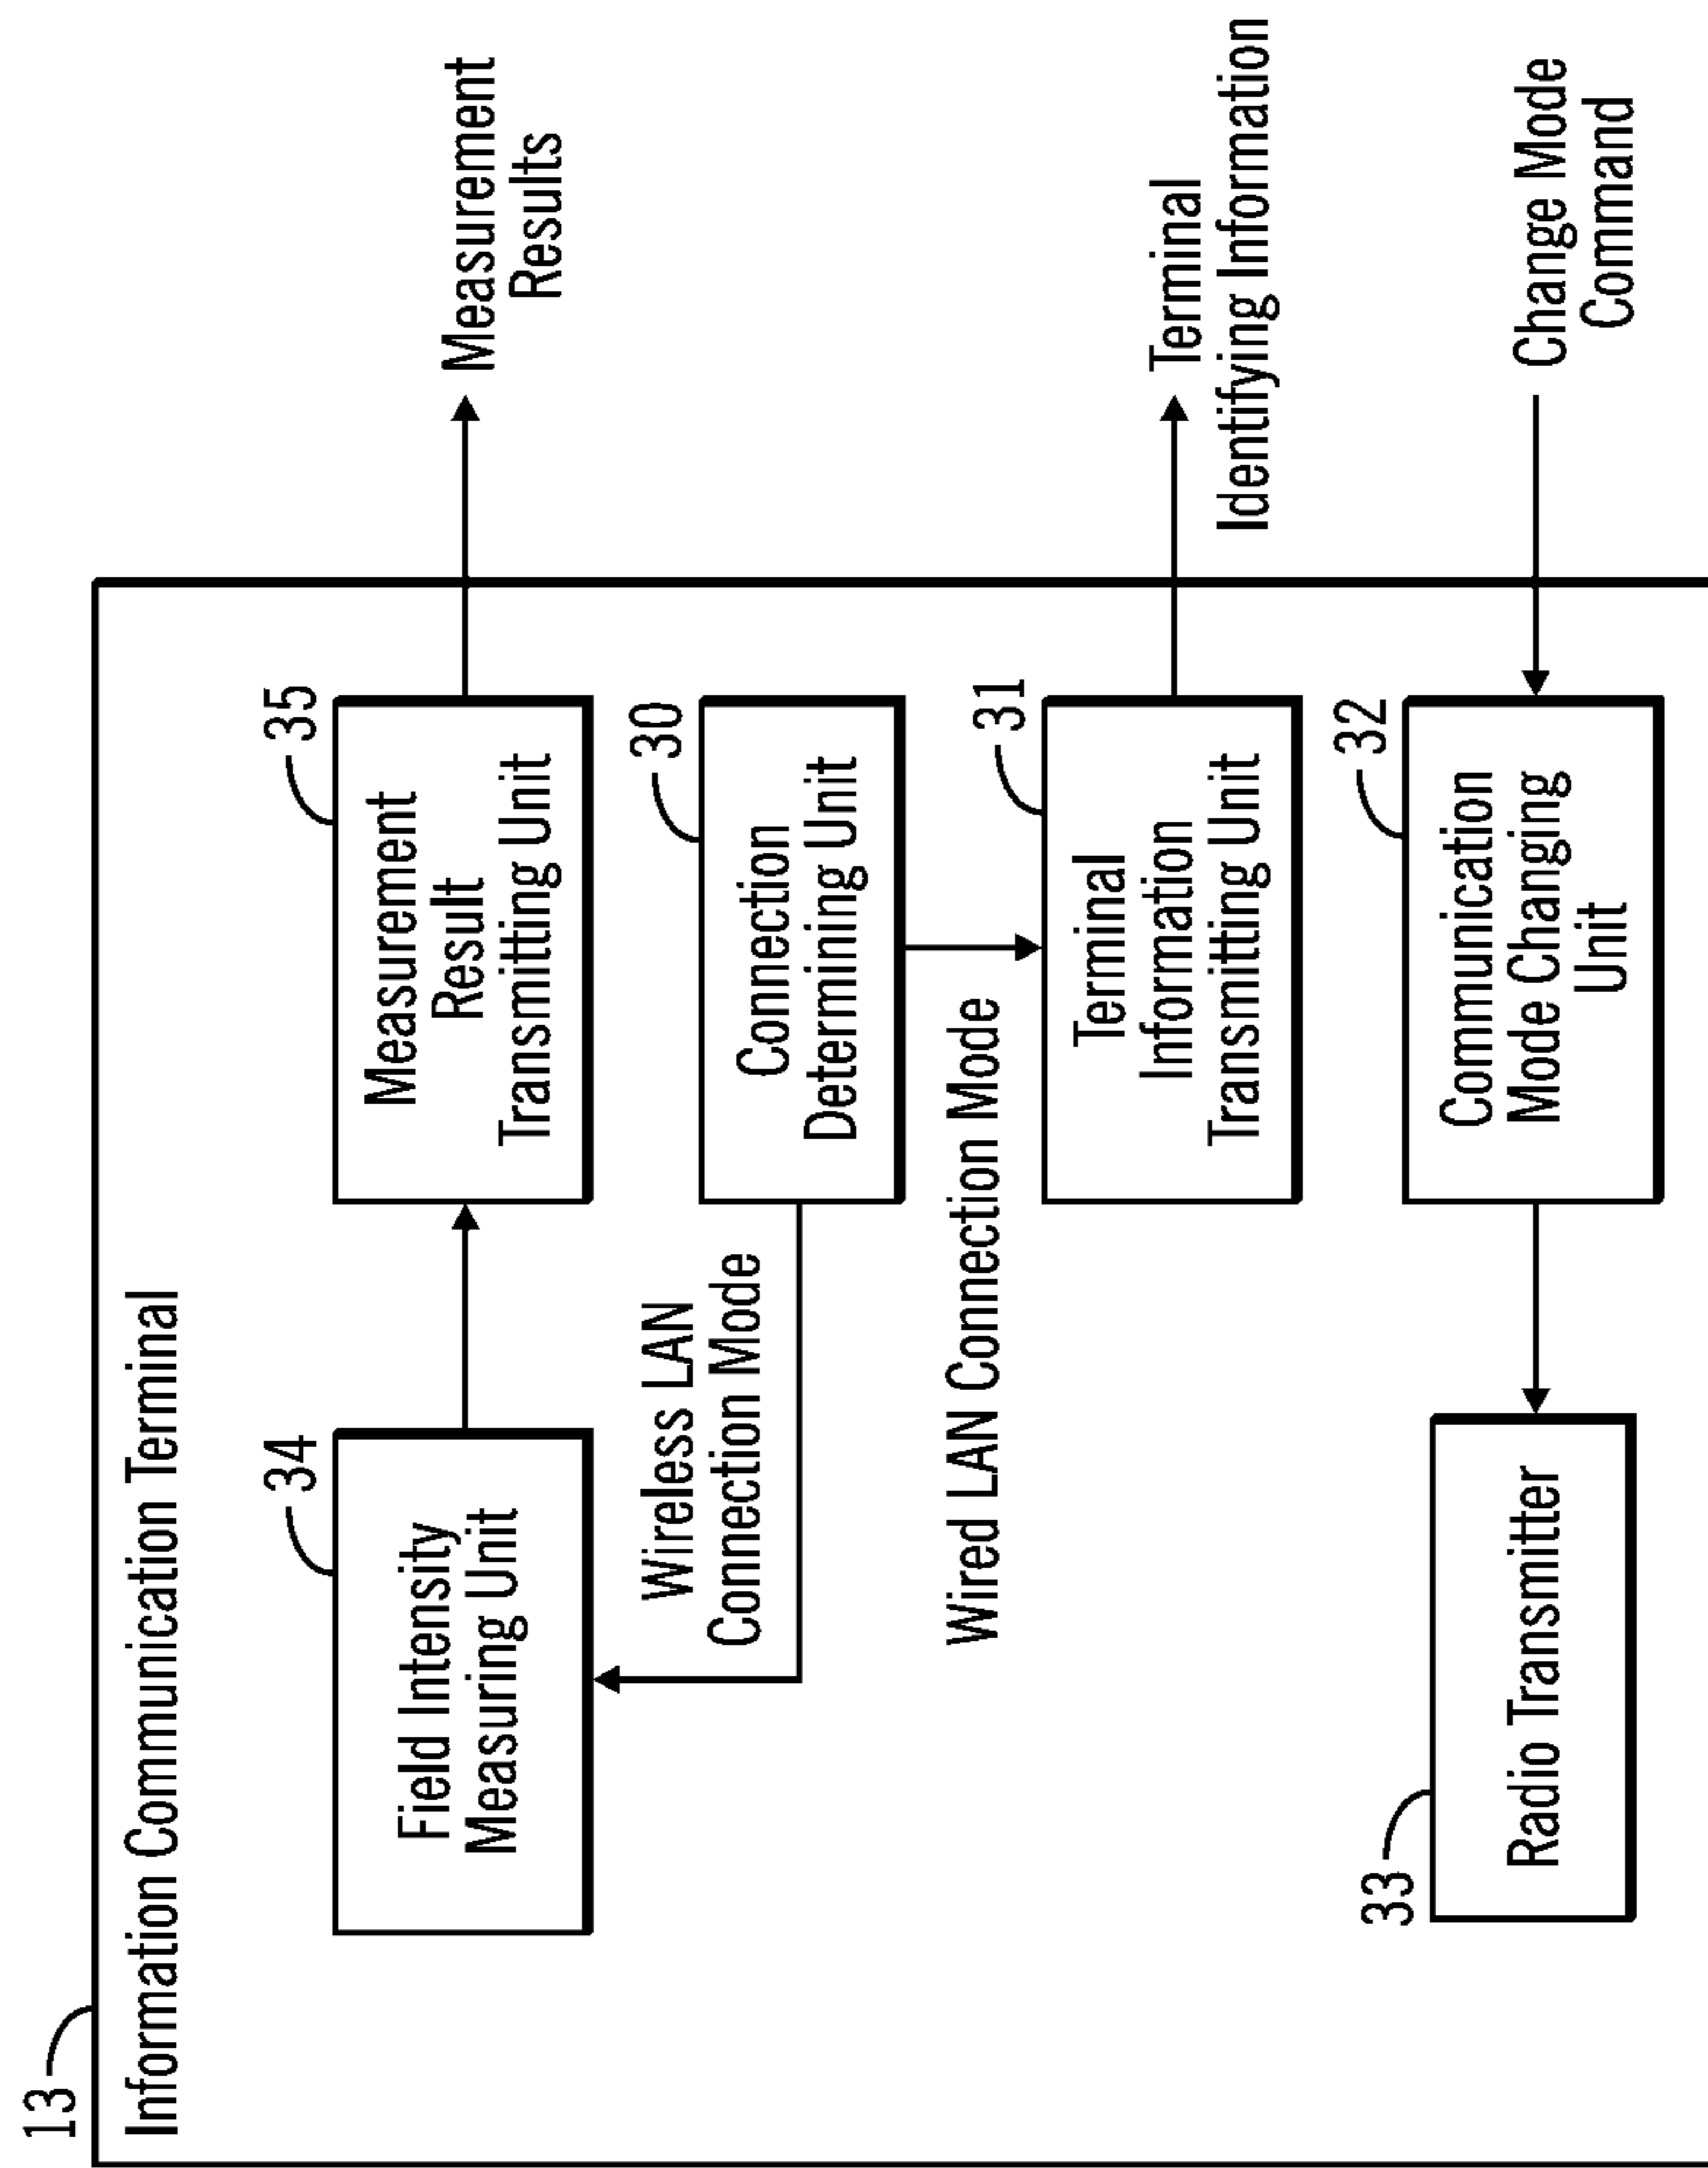 13
Information Communication Terminal
34
Field Intensity
Measuring Unit
35
Measurement
Result
Transmitting Unit
Measurement
Results
Wireless LAN
Connection Mode
30
Connection
Determining Unit
Wired LAN Connection Mode
31
Terminal
Information
Transmitting Unit
Terminal
Identifying Information
33
Radio Transmitter
32
Communication
Mode Changing
Unit
Change Mode
Command